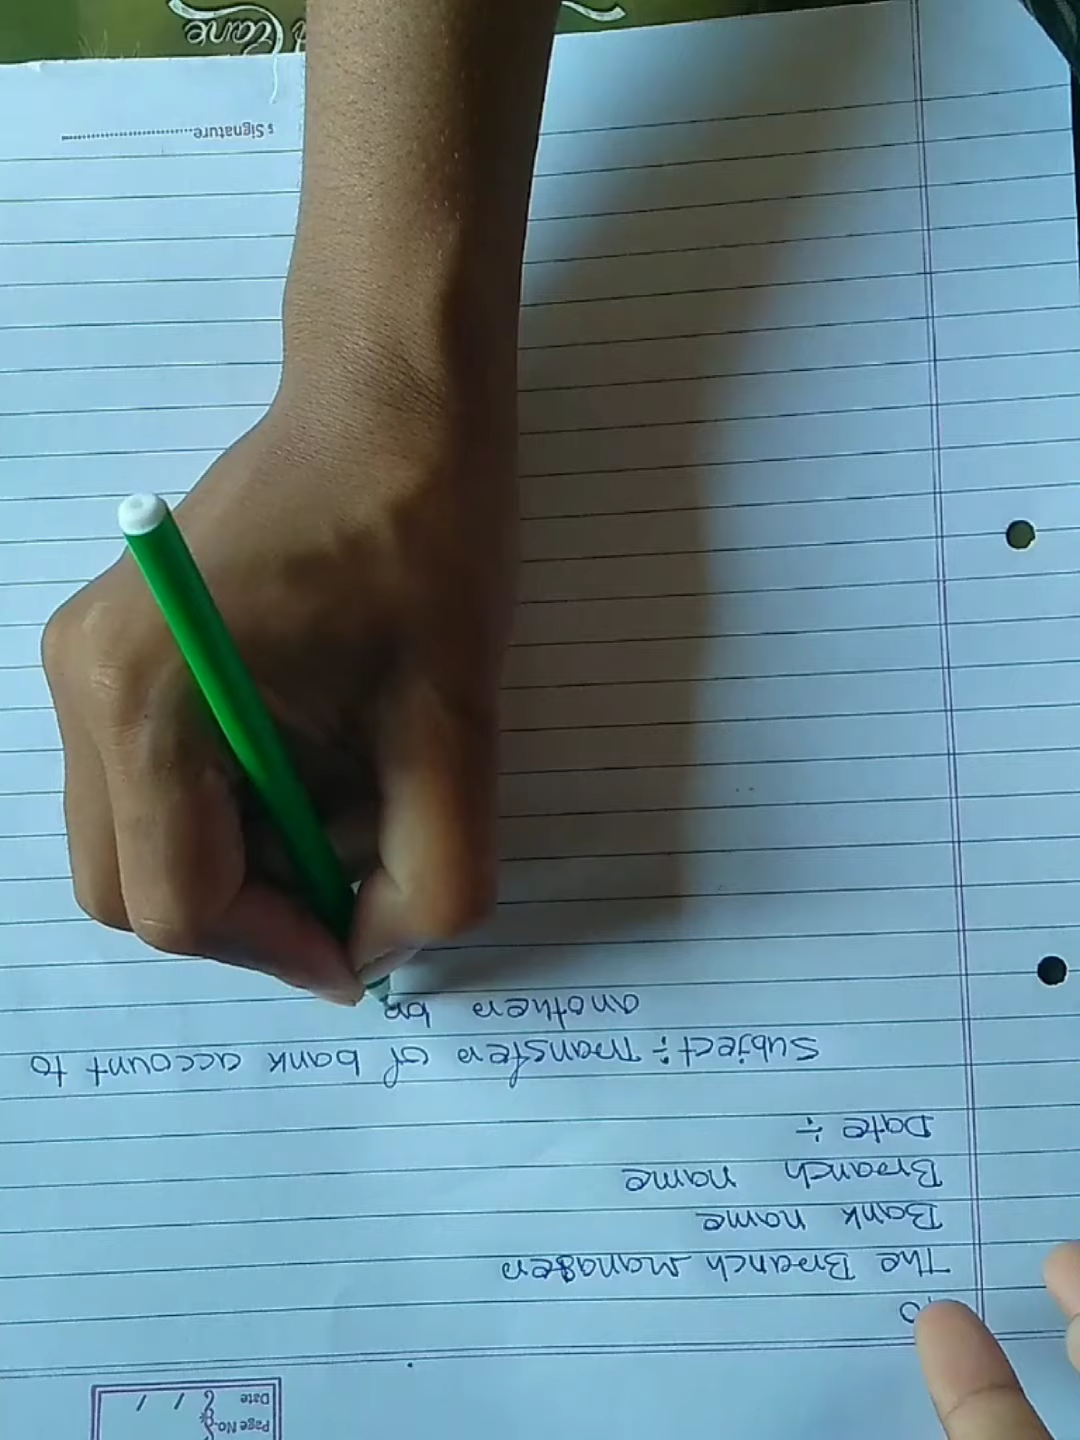 Page No.
Date / /
To
The Branch manager
Bank name
Branch name
Date :-
Subject :- Transfer of bank account to
another br
s Signature